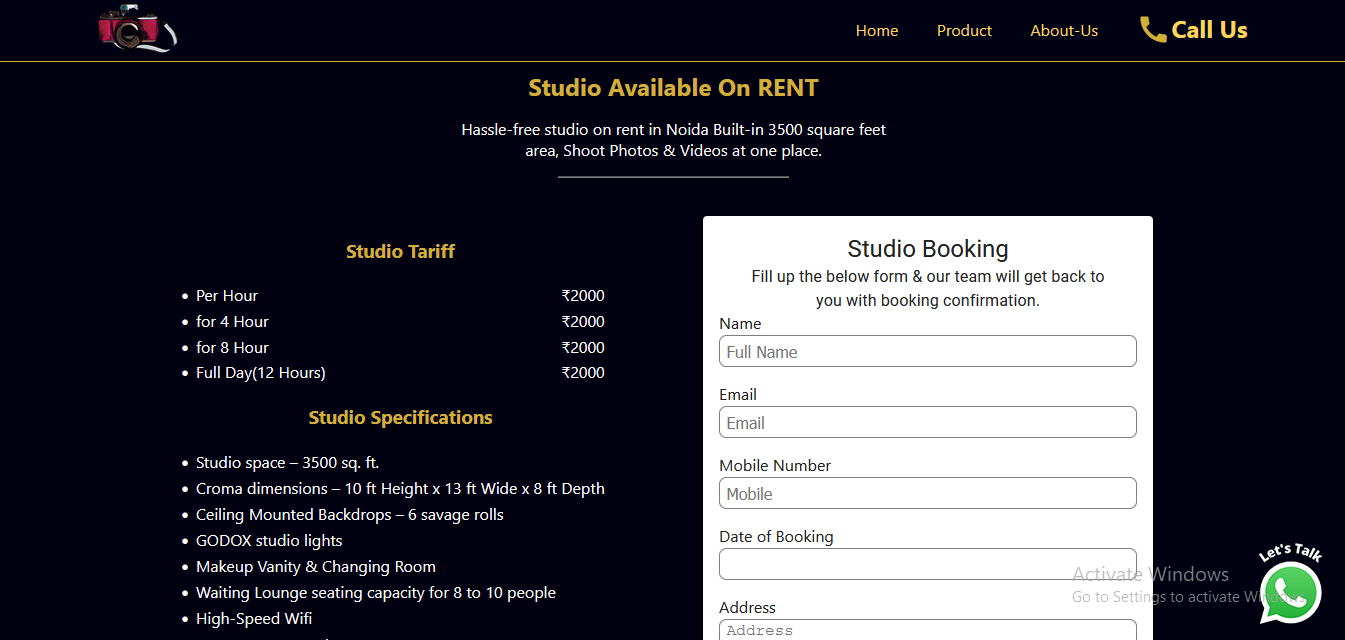 Home Product About-Us Call Us
Studio Available On RENT
Hassle-free studio on rent in Noida Built-in 3500 square feet
area, Shoot Photos & Videos at one place.
Studio Tariff
Per Hour ₹2000
for 4 Hour ₹2000
for 8 Hour ₹2000
Full Day(12 Hours) ₹2000
Studio Specifications
Studio space – 3500 sq. ft.
Croma dimensions – 10 ft Height x 13 ft Wide x 8 ft Depth
Ceiling Mounted Backdrops – 6 savage rolls
GODOX studio lights
Makeup Vanity & Changing Room
Waiting Lounge seating capacity for 8 to 10 people
High-Speed Wifi
Studio Booking
Fill up the below form & our team will get back to
you with booking confirmation.
Name
Full Name
Email
Email
Mobile Number
Mobile
Date of Booking
Address
Address
Let's Talk
Activate Windows
Go to Settings to activate Windows.